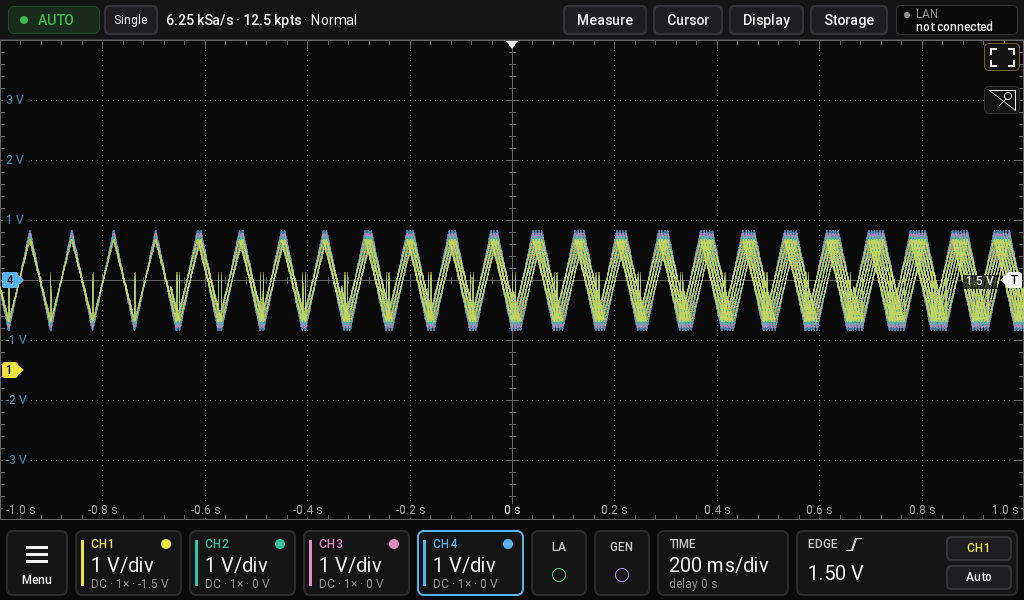 AUTO
Single
6.25 kSa/s · 12.5 kpts · Normal
Measure
Cursor
Display
Storage
LAN
not connected
3 V
2 V
1 V
4
1.5 V
T
-1 V
1
-2 V
-3 V
-1.0 s
-0.8 s
-0.6 s
-0.4 s
-0.2 s
0 s
0.2 s
0.4 s
0.6 s
0.8 s
1.0 s
Menu
CH1
1 V/div
DC · 1× · -1.5 V
CH2
1 V/div
DC · 1× · 0 V
CH3
1 V/div
DC · 1× · 0 V
CH4
1 V/div
DC · 1× · 0 V
LA
GEN
TIME
200 ms/div
delay 0 s
EDGE
1.50 V
CH1
Auto